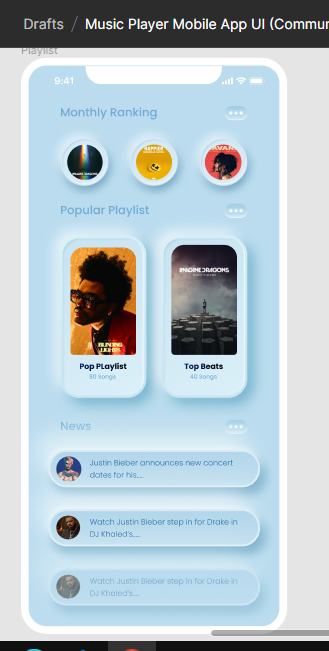 Drafts / Music Player Mobile App UI (Commun
Playlist
9:41
Monthly Ranking
IMAGINE DRAGONS
Popular Playlist
IMAGINE DRAGONS
BLINDING
LIGHTS
Pop PLaylist
Top Beats
40 Songs
News
Justin Bieber announces new concert
dates for his....
Watch Justin Bieber step in for Drake in
DJ Khaled's....
Watch Justin Bieber step in for Drake in
DJ Khaled's....